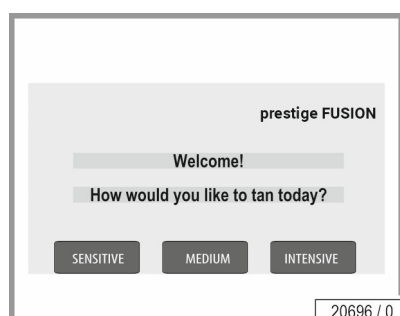 prestige FUSION
Welcome!
How would you like to tan today?
SENSITIVE MEDIUM INTENSIVE
20696 / 0